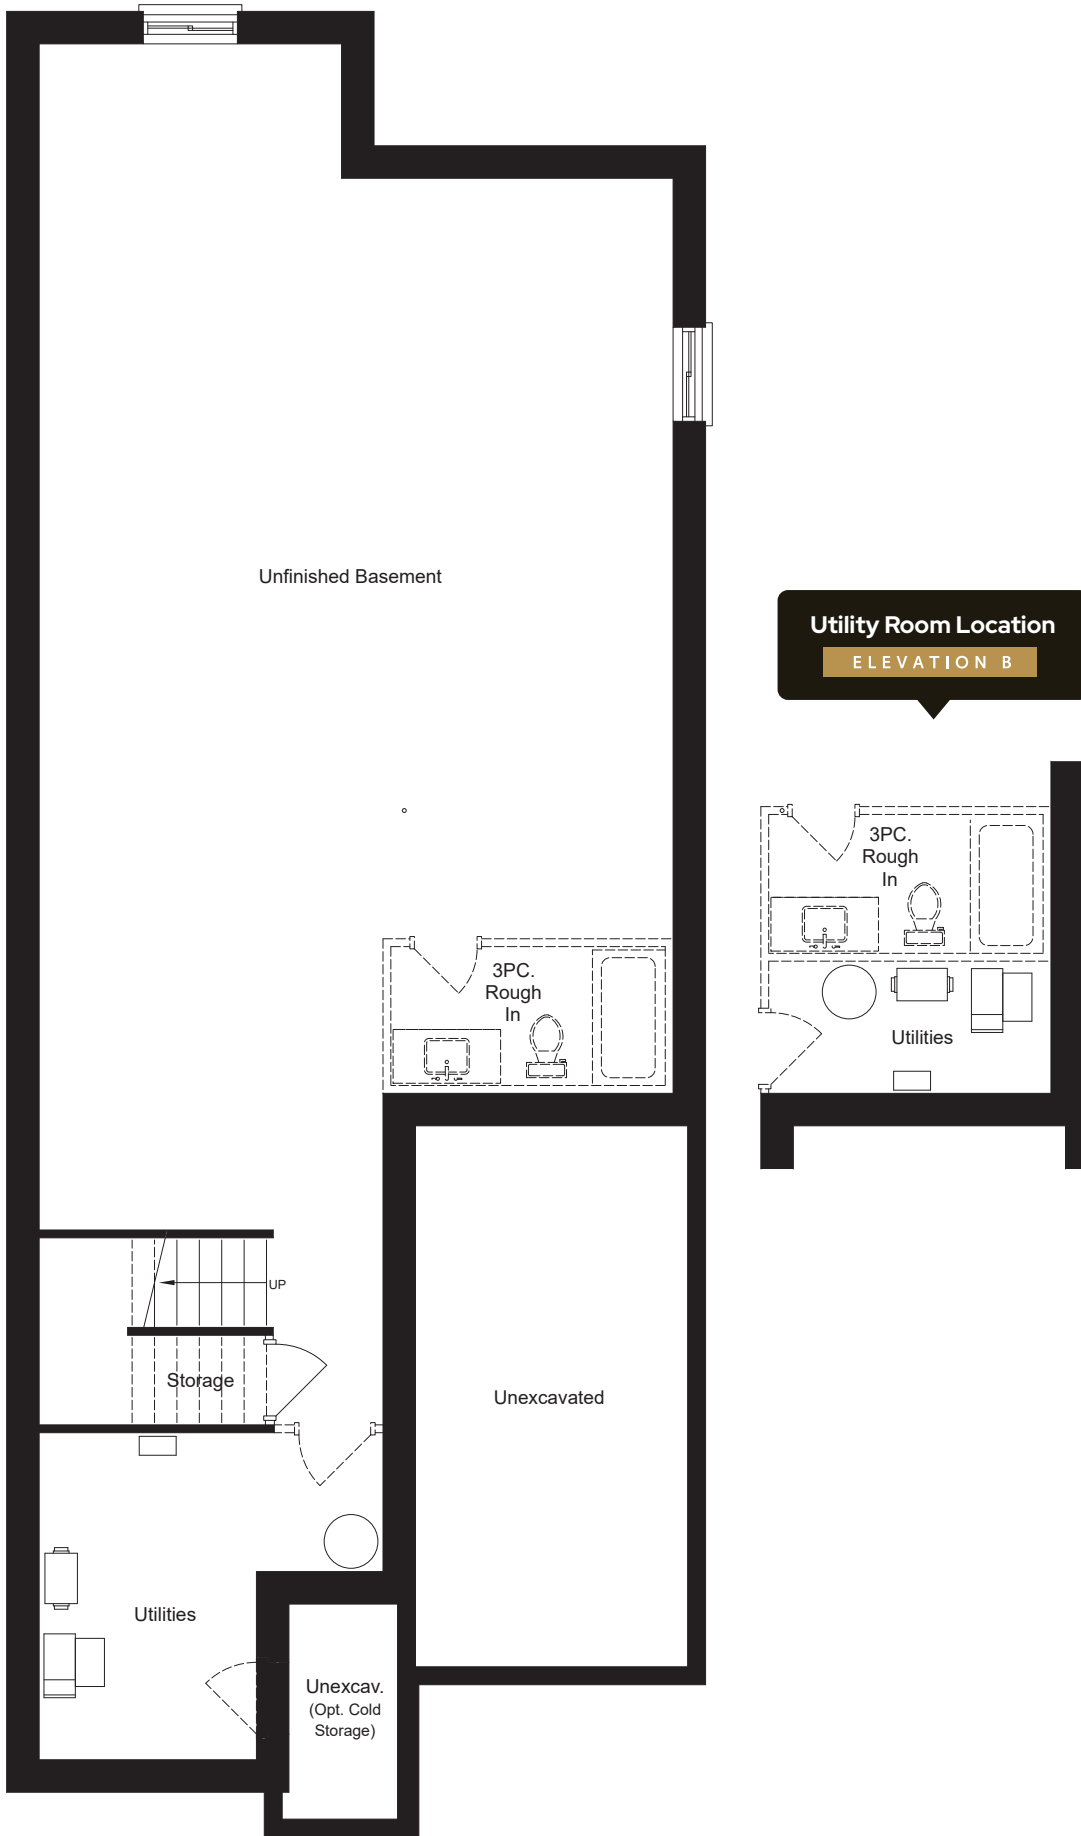 Unfinished Basement
Utility Room Location
ELEVATION B
3PC.
Rough
In
Utilities
3PC.
Rough
In
UP
Storage
Unexcavated
Utilities
Unexcav.
(Opt. Cold
Storage)